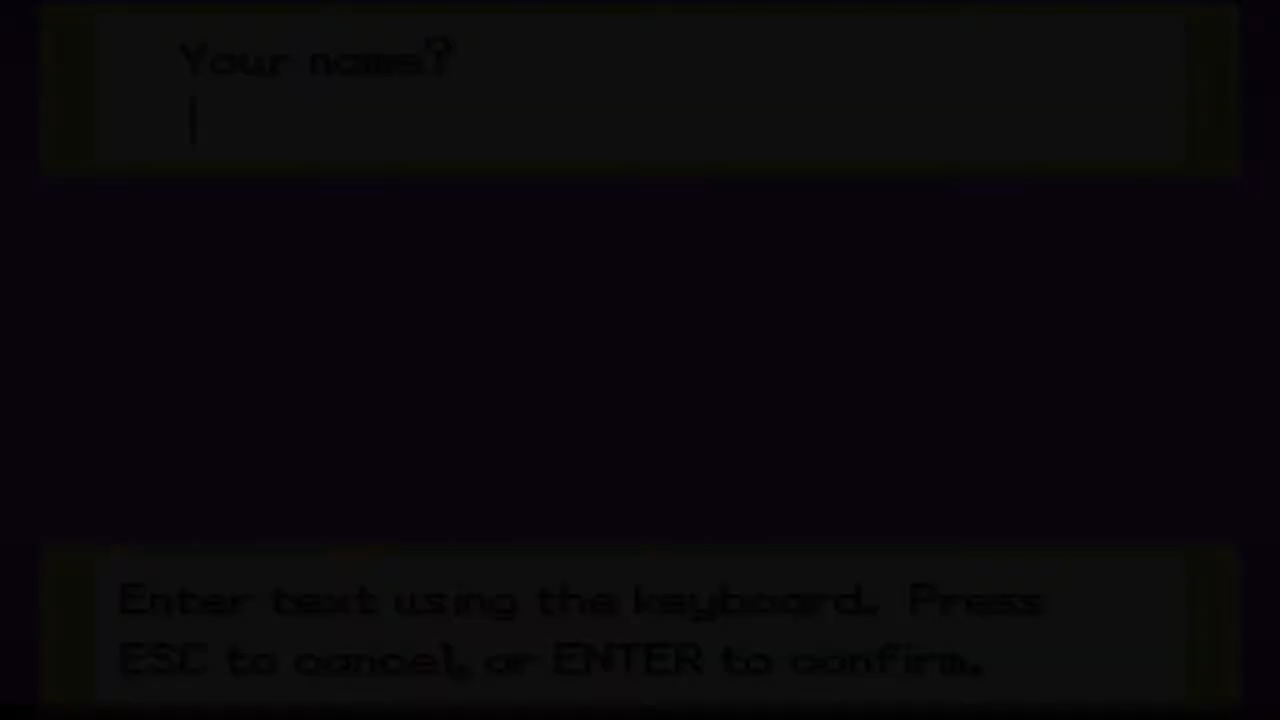 Your name?
Enter text using the keyboard. Press
ESC to cancel, or ENTER to confirm.